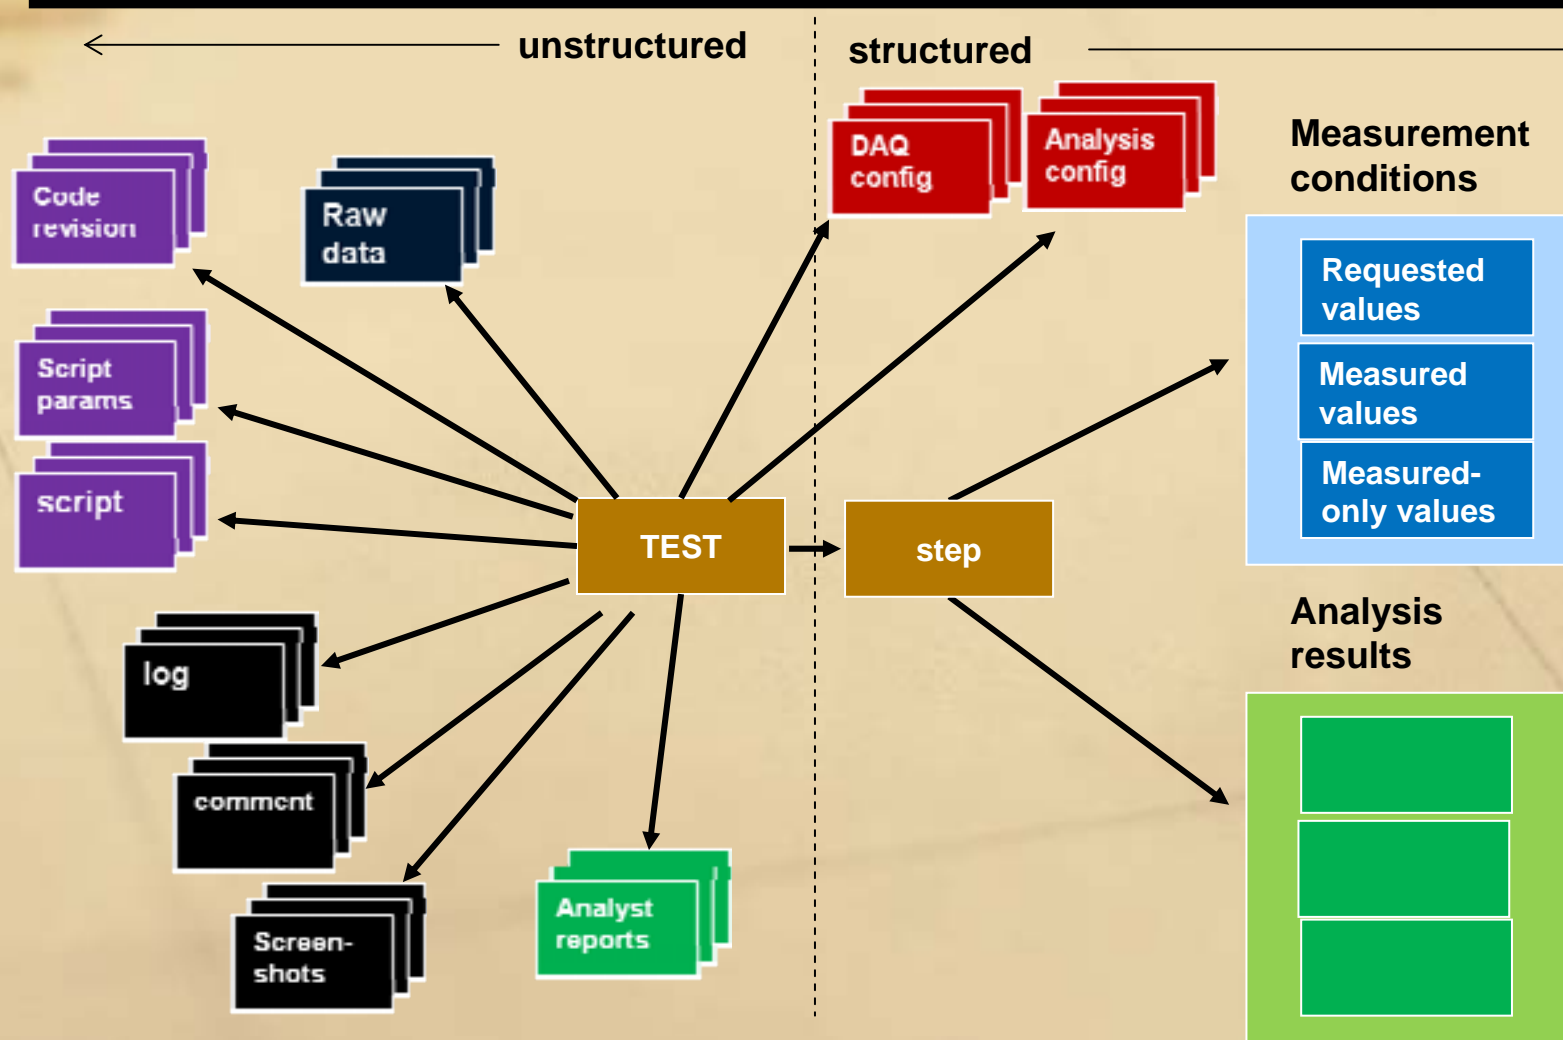 unstructured
structured
DAQ
config
Analysis
config
Measurement
conditions
Code
revision
Raw
data
Requested
values
Script
params
Measured
values
script
Measured-
only values
TEST
step
Analysis
results
log
comment
Analyst
reports
Screen-
shots